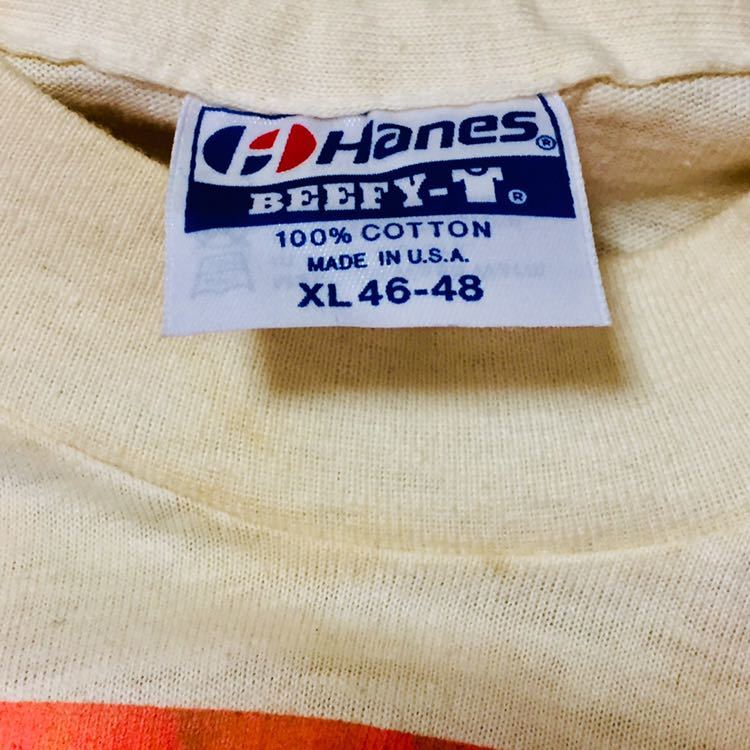 Hanes®
BEEFY-T®
100% COTTON
MADE IN U.S.A.
XL 46-48